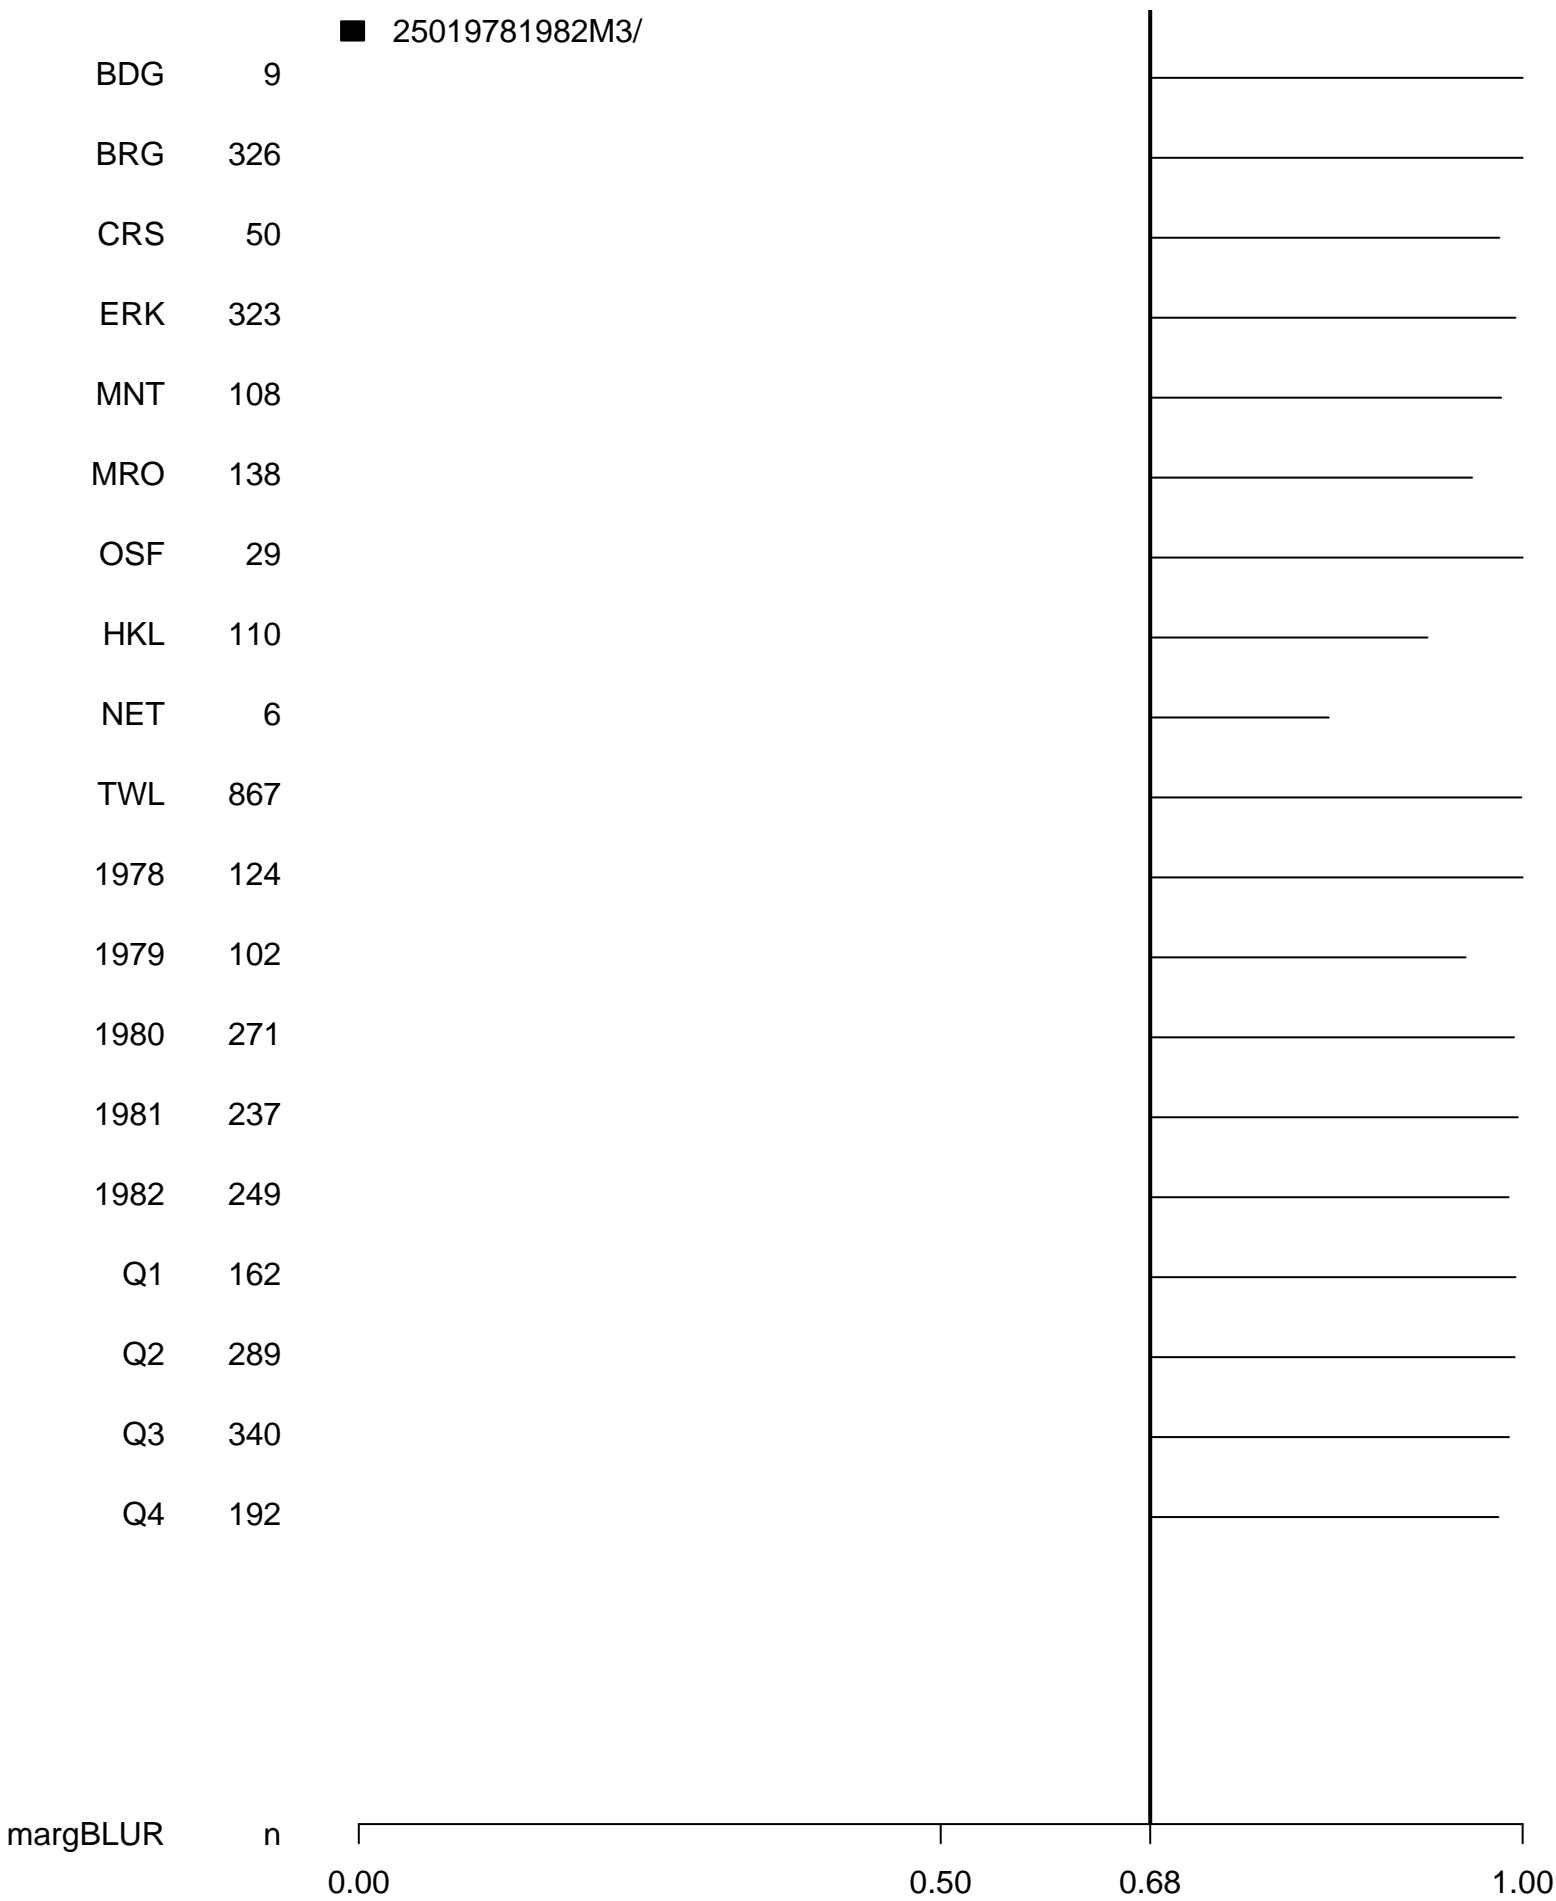 25019781982M3/
BDG 9
BRG 326
CRS 50
ERK 323
MNT 108
MRO 138
OSF 29
HKL 110
NET 6
TWL 867
1978 124
1979 102
1980 271
1981 237
1982 249
Q1 162
Q2 289
Q3 340
Q4 192
margBLUR n
0.00 0.50 0.68 1.00